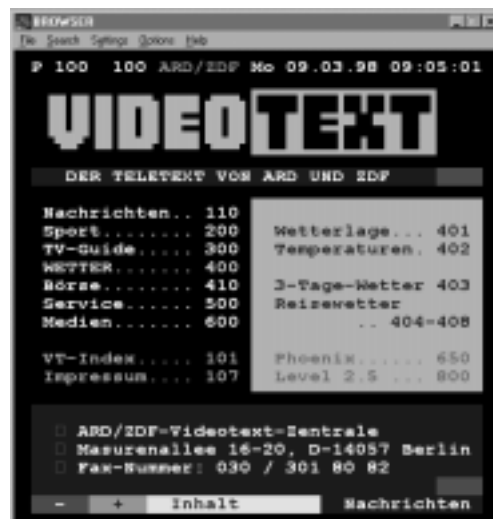 BROWSER
File Search Settings Options Help
P 100 100 ARD/ZDF Mo 09.03.98 09:05:01
VIDEOTEXT
DER TELETEXT VON ARD UND ZDF
Nachrichten.. 110
Sport........ 200 Wetterlage... 401
TV-Guide..... 300 Temperaturen. 402
WETTER....... 400
Börse........ 410 3-Tage-Wetter 403
Service...... 500 Reisewetter
Medien....... 600 .. 404-408
VT-Index..... 101 Phoenix...... 650
Impressum.... 107 Level 2.5 ... 800
ARD/ZDF-Videotext-Zentrale
Masurenallee 16-20, D-14057 Berlin
Fax-Nummer: 030 / 301 80 82
- + Inhalt Nachrichten